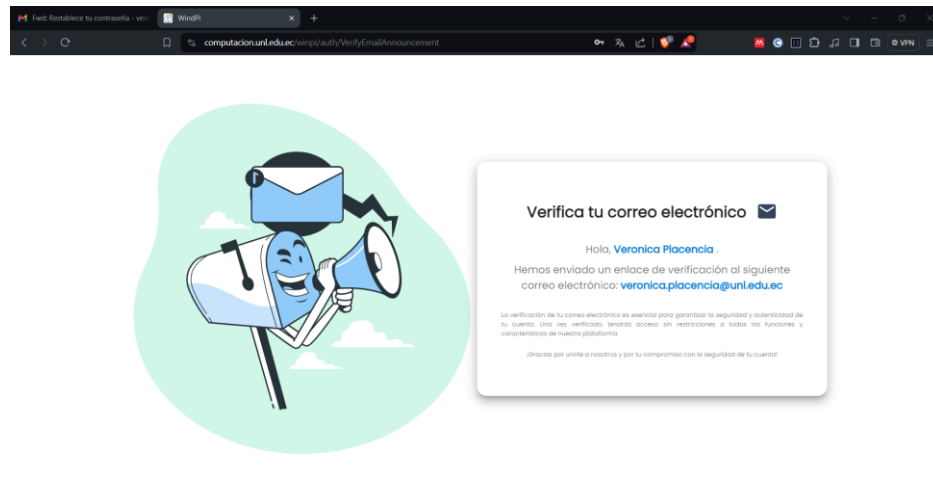 Fwd: Restablece tu contraseña - ver
WindPi
computacion.unl.edu.ec/winpi/auth/VerifyEmailAnnouncement
VPN
1
Verifica tu correo electrónico
Hola, Veronica Placencia .
Hemos enviado un enlace de verificación al siguiente
correo electrónico: veronica.placencia@unl.edu.ec
La verificación de tu correo electrónico es esencial para garantizar la seguridad y autenticidad de
tu cuenta. Una vez verificado, tendrás acceso sin restricciones a todas las funciones y
características de nuestra plataforma.
¡Gracias por unirte a nosotros y por tu compromiso con la seguridad de tu cuenta!